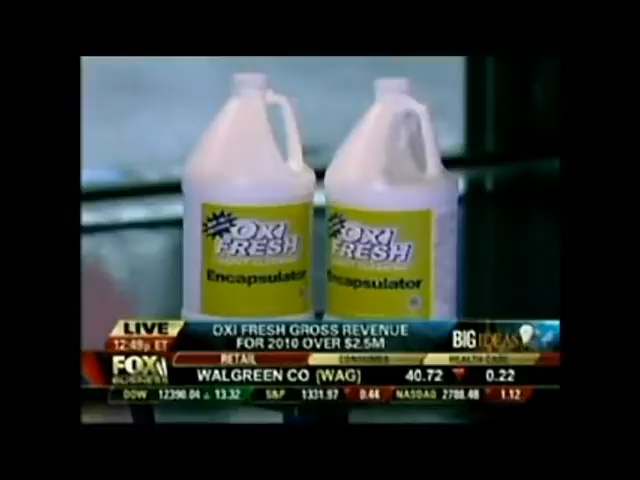 OXI
FRESH
Encapsulator
OXI
FRESH
Encapsulator
LIVE
12:49p ET
OXI FRESH GROSS REVENUE
FOR 2010 OVER $2.5M
BIG IDEAS
FOX
BUSINESS
RETAIL
CONSUMER
HEALTH CARE
WALGREEN CO (WAG) 40.72 0.22
DOW 12390.04 13.32 S&P 1331.97 0.44 NASDAQ 2788.48 1.12